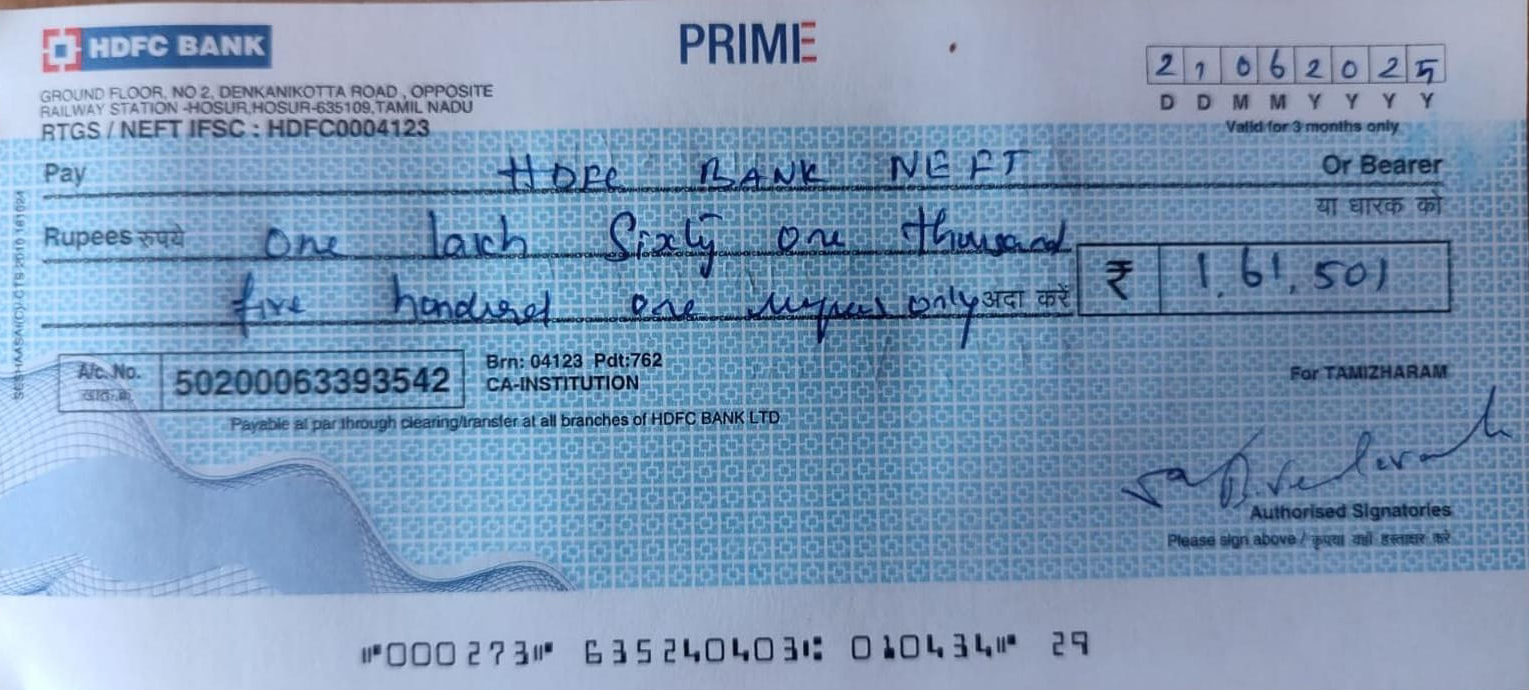 HDFC BANK
PRIME
2 1 0 6 2 0 2 5
D D M M Y Y Y Y
Valid for 3 months only
GROUND FLOOR, NO 2, DENKANIKOTTA ROAD , OPPOSITE
RAILWAY STATION -HOSUR,HOSUR-635109,TAMIL NADU
RTGS / NEFT IFSC : HDFC0004123
Pay HDFC BANK NEFT Or Bearer
या धारक को
Rupees रुपये One lakh Sixty one thousand
five hundred one rupees only अदा करें ₹ 1,61,501
A/c. No. 50200063393542
Brn: 04123 Pdt:762
CA-INSTITUTION
For TAMIZHARAM
Payable at par through clearing/transfer at all branches of HDFC BANK LTD
Authorised Signatories
Please sign above / कृपया यहाँ हस्ताक्षर करें
⑈000273⑈ 635240403⑆ 010434⑈ 29